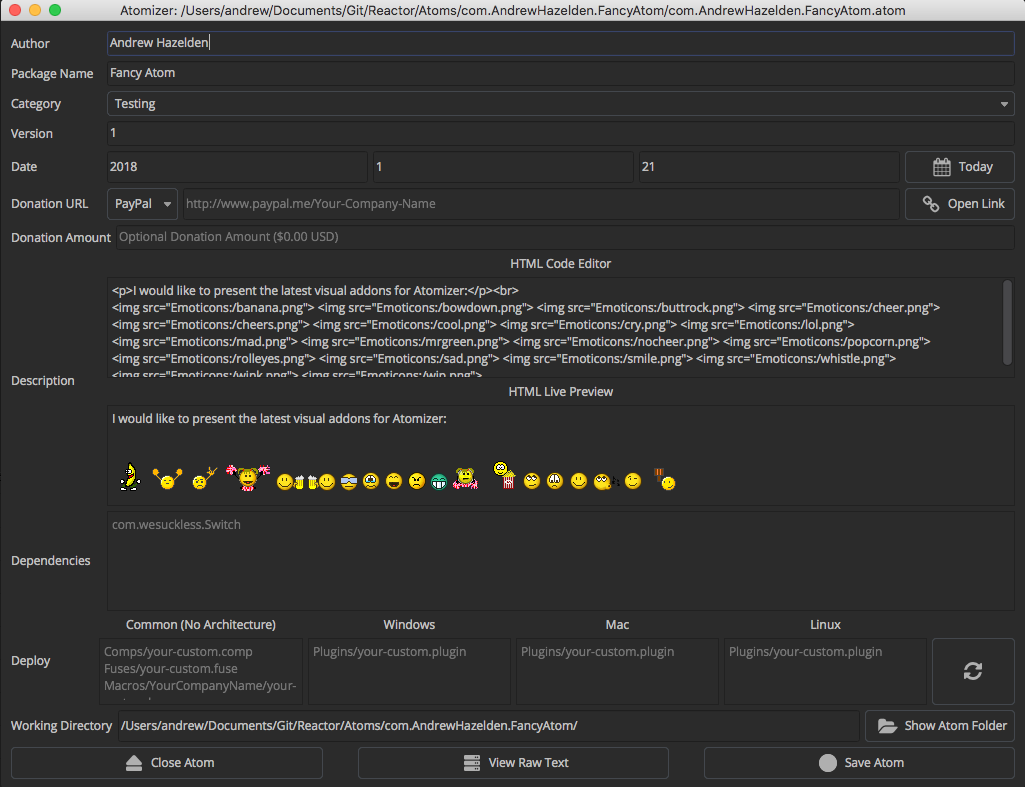 Atomizer: /Users/andrew/Documents/Git/Reactor/Atoms/com.AndrewHazelden.FancyAtom/com.AndrewHazelden.FancyAtom.atom
Author Andrew Hazelden
Package Name Fancy Atom
Category Testing
Version 1
Date 2018 1 21 Today
Donation URL PayPal http://www.paypal.me/Your-Company-Name Open Link
Donation Amount Optional Donation Amount ($0.00 USD)
HTML Code Editor
<p>I would like to present the latest visual addons for Atomizer:</p><br>
<img src="Emoticons:/banana.png"> <img src="Emoticons:/bowdown.png"> <img src="Emoticons:/buttrock.png"> <img src="Emoticons:/cheer.png">
<img src="Emoticons:/cheers.png"> <img src="Emoticons:/cool.png"> <img src="Emoticons:/cry.png"> <img src="Emoticons:/lol.png">
<img src="Emoticons:/mad.png"> <img src="Emoticons:/mrgreen.png"> <img src="Emoticons:/nocheer.png"> <img src="Emoticons:/popcorn.png">
<img src="Emoticons:/rolleyes.png"> <img src="Emoticons:/sad.png"> <img src="Emoticons:/smile.png"> <img src="Emoticons:/whistle.png">
<img src="Emoticons:/wink.png"> <img src="Emoticons:/win.png">
Description
HTML Live Preview
I would like to present the latest visual addons for Atomizer:
com.wesuckless.Switch
Dependencies
Common (No Architecture) Windows Mac Linux
Deploy
Comps/your-custom.comp Plugins/your-custom.plugin Plugins/your-custom.plugin Plugins/your-custom.plugin
Fuses/your-custom.fuse
Macros/YourCompanyName/your-
Working Directory /Users/andrew/Documents/Git/Reactor/Atoms/com.AndrewHazelden.FancyAtom/ Show Atom Folder
Close Atom View Raw Text Save Atom